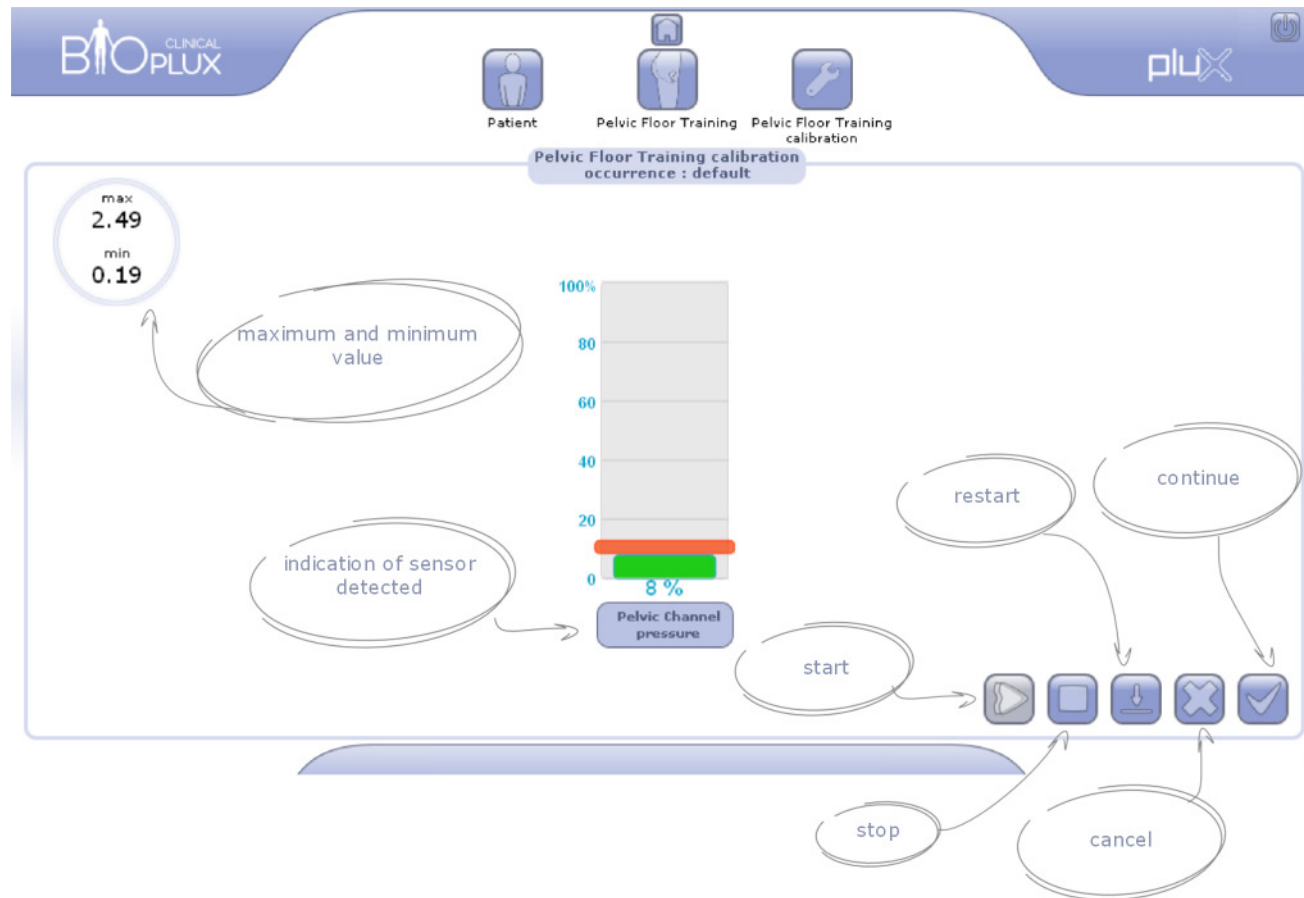 BIOPLUX CLINICAL
plux
Patient
Pelvic Floor Training
Pelvic Floor Training
calibration
Pelvic Floor Training calibration
occurrence : default
max
2.49
min
0.19
maximum and minimum
value
100%
80
60
40
20
0
8 %
Pelvic Channel
pressure
indication of sensor
detected
restart
continue
start
stop
cancel